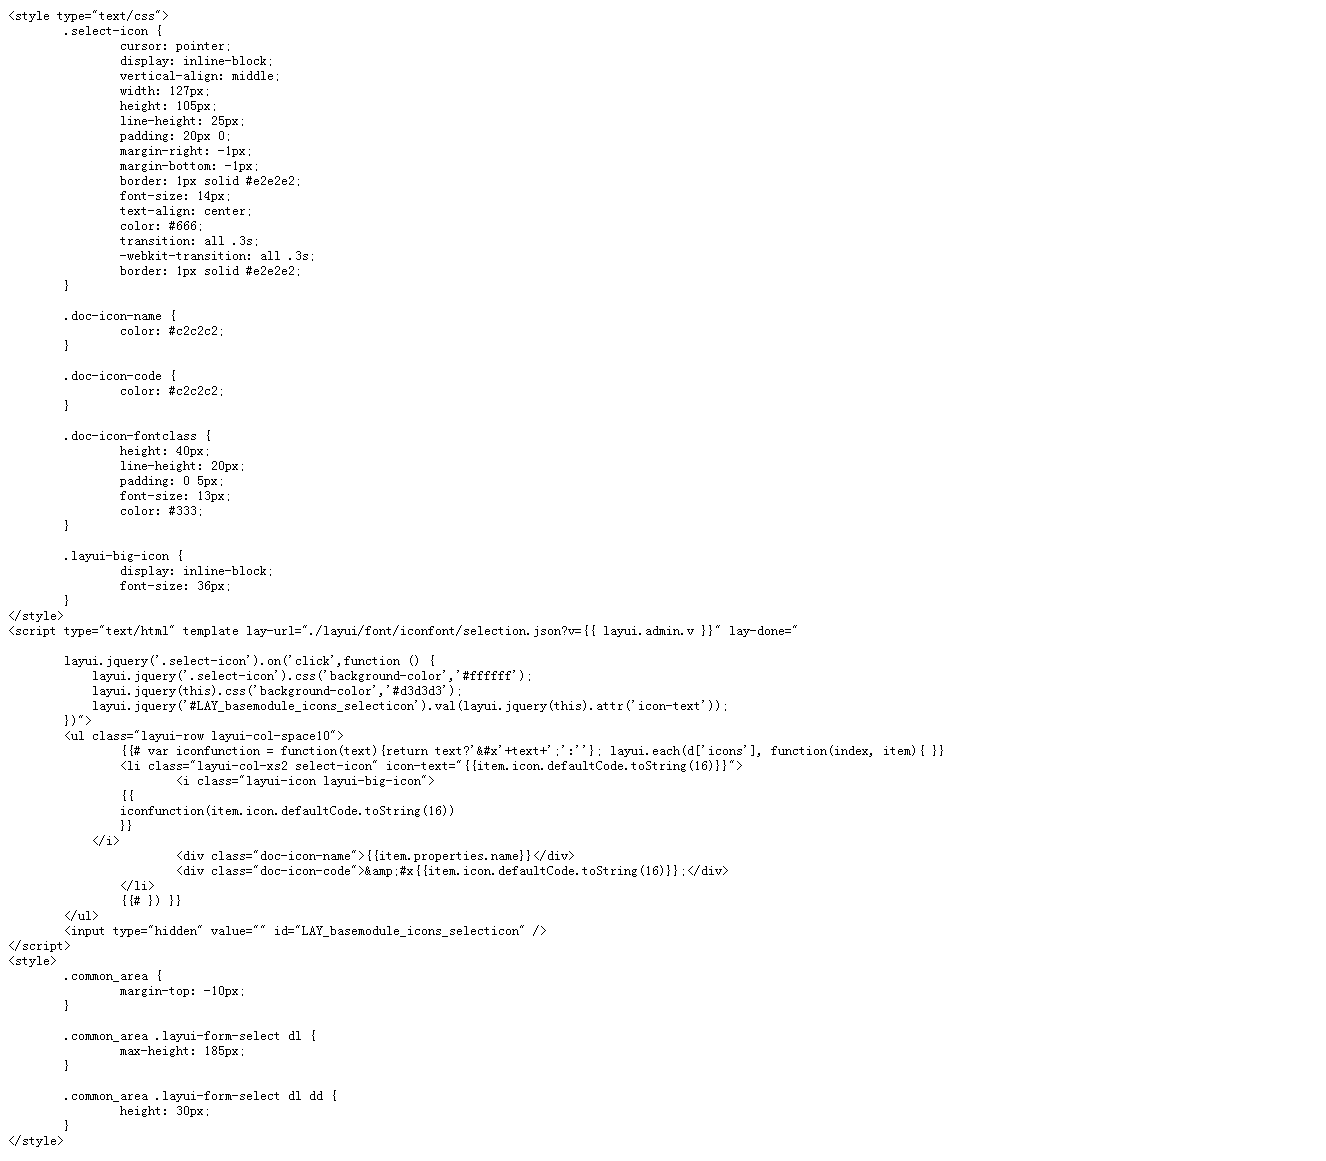 <style type="text/css">
.select-icon {
cursor: pointer;
display: inline-block;
vertical-align: middle;
width: 127px;
height: 105px;
line-height: 25px;
padding: 20px 0;
margin-right: -1px;
margin-bottom: -1px;
border: 1px solid #e2e2e2;
font-size: 14px;
text-align: center;
color: #666;
transition: all .3s;
-webkit-transition: all .3s;
border: 1px solid #e2e2e2;
}
.doc-icon-name {
color: #c2c2c2;
}
.doc-icon-code {
color: #c2c2c2;
}
.doc-icon-fontclass {
height: 40px;
line-height: 20px;
padding: 0 5px;
font-size: 13px;
color: #333;
}
.layui-big-icon {
display: inline-block;
font-size: 36px;
}
</style>
<script type="text/html" template lay-url="./layui/font/iconfont/selection.json?v={{ layui.admin.v }}" lay-done="
layui.jquery('.select-icon').on('click',function () {
layui.jquery('.select-icon').css('background-color','#ffffff');
layui.jquery(this).css('background-color','#d3d3d3');
layui.jquery('#LAY_basemodule_icons_selecticon').val(layui.jquery(this).attr('icon-text'));
})">
<ul class="layui-row layui-col-space10">
{{# var iconfunction = function(text){return text?'&#x'+text+';':''}; layui.each(d['icons'], function(index, item){ }}
<li class="layui-col-xs2 select-icon" icon-text="{{item.icon.defaultCode.toString(16)}}">
<i class="layui-icon layui-big-icon">
{{
iconfunction(item.icon.defaultCode.toString(16))
}}
</i>
<div class="doc-icon-name">{{item.properties.name}}</div>
<div class="doc-icon-code">&amp;#x{{item.icon.defaultCode.toString(16)}};</div>
</li>
{{# }) }}
</ul>
<input type="hidden" value="" id="LAY_basemodule_icons_selecticon" />
</script>
<style>
.common_area {
margin-top: -10px;
}
.common_area .layui-form-select dl {
max-height: 185px;
}
.common_area .layui-form-select dl dd {
height: 30px;
}
</style>